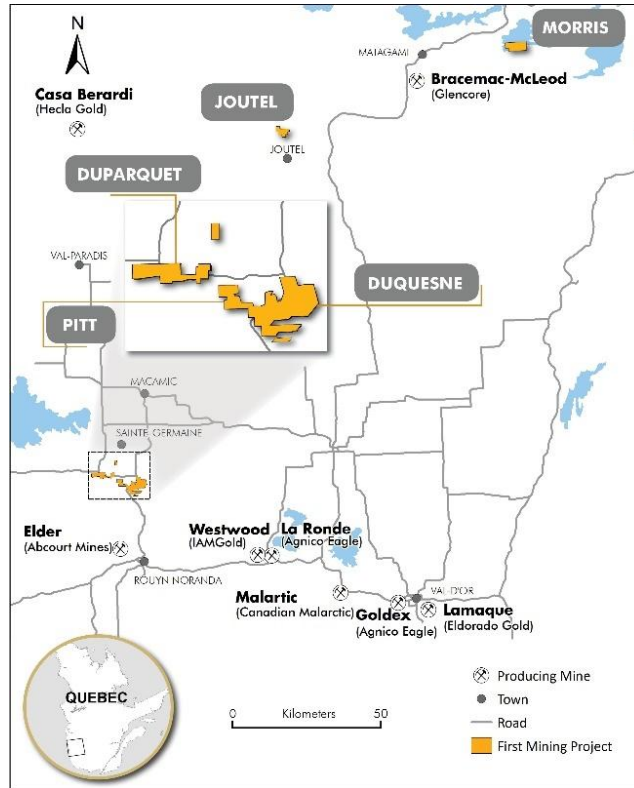 N
MORRIS
MATAGAMI
Bracemac-McLeod
(Glencore)
Casa Berardi
(Hecla Gold)
JOUTEL
JOUTEL
DUPARQUET
VAL-PARADIS
DUQUESNE
PITT
MACAMIC
SAINTE GERMAINE
Elder
(Abcourt Mines)
Westwood
(IAMGold)
La Ronde
(Agnico Eagle)
ROUYN NORANDA
Malartic
(Canadian Malarctic)
VAL-D'OR
Goldex
(Agnico Eagle)
Lamaque
(Eldorado Gold)
QUEBEC
0 Kilometers 50
Producing Mine
Town
Road
First Mining Project